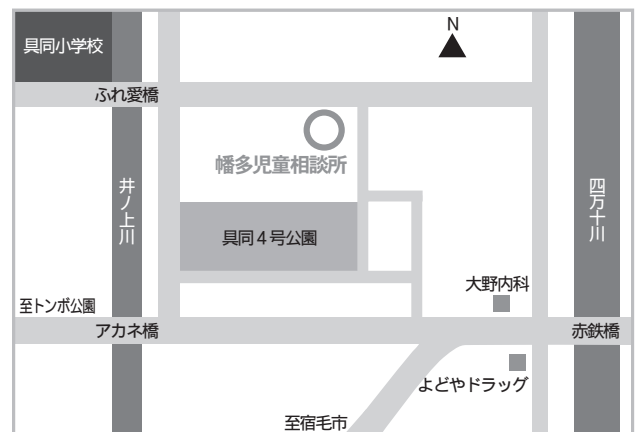 N
具同小学校
ふれ愛橋
幡多児童相談所
井ノ上川
四万十川
具同4号公園
大野内科
至トンボ公園
アカネ橋
赤鉄橋
よどやドラッグ
至宿毛市